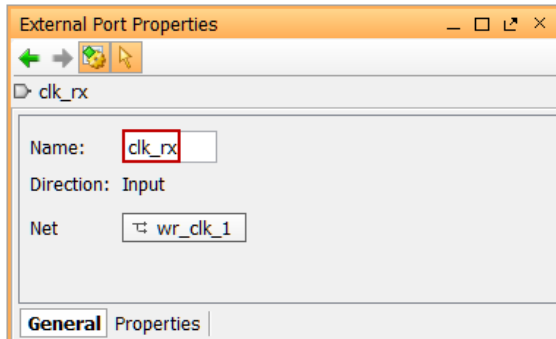 External Port Properties
clk_rx
Name: clk_rx
Direction: Input
Net wr_clk_1
General Properties